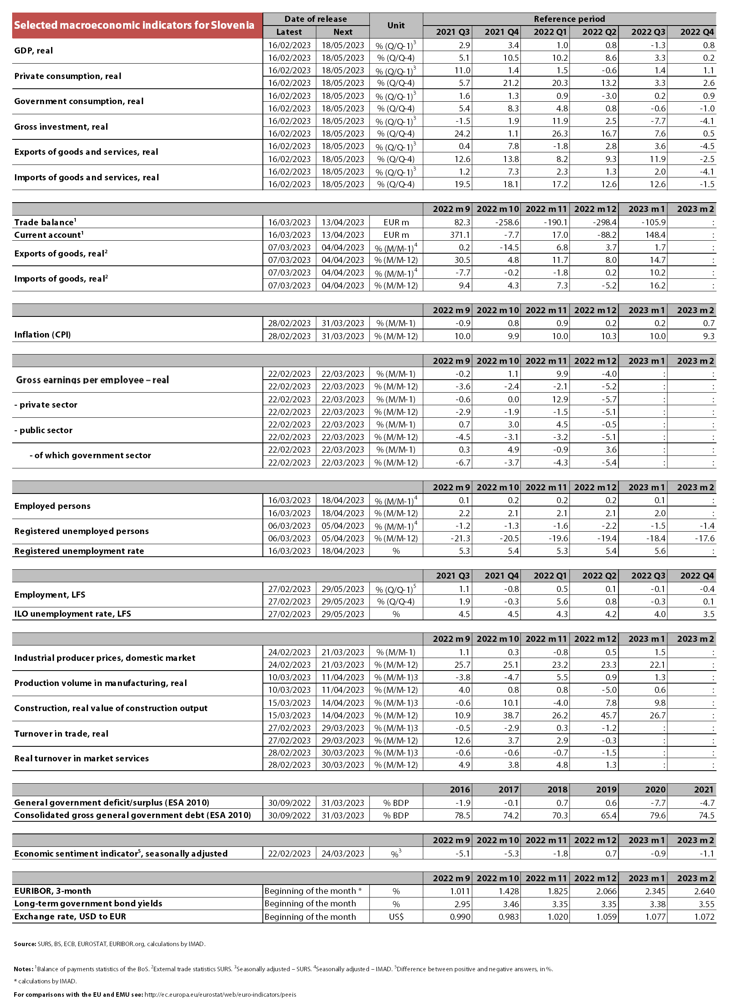 Selected macroeconomic indicators for Slovenia Date of release Unit Reference period
Latest Next 2021 Q3 2021 Q4 2022 Q1 2022 Q2 2022 Q3 2022 Q4
GDP, real 16/02/2023 18/05/2023 % (Q/Q-1)3 2.9 3.4 1.0 0.8 -1.3 0.8
16/02/2023 18/05/2023 % (Q/Q-4) 5.1 10.5 10.2 8.6 3.3 0.2
Private consumption, real 16/02/2023 18/05/2023 % (Q/Q-1)3 11.0 1.4 1.5 -0.6 1.4 1.1
16/02/2023 18/05/2023 % (Q/Q-4) 5.7 21.2 20.3 13.2 3.3 2.6
Government consumption, real 16/02/2023 18/05/2023 % (Q/Q-1)3 1.6 1.3 0.9 -3.0 0.2 0.9
16/02/2023 18/05/2023 % (Q/Q-4) 5.4 8.3 4.8 0.8 -0.6 -1.0
Gross investment, real 16/02/2023 18/05/2023 % (Q/Q-1)3 -1.5 1.9 11.9 2.5 -7.7 -4.1
16/02/2023 18/05/2023 % (Q/Q-4) 24.2 1.1 26.3 16.7 7.6 0.5
Exports of goods and services, real 16/02/2023 18/05/2023 % (Q/Q-1)3 0.4 7.8 -1.8 2.8 3.6 -4.5
16/02/2023 18/05/2023 % (Q/Q-4) 12.6 13.8 8.2 9.3 11.9 -2.5
Imports of goods and services, real 16/02/2023 18/05/2023 % (Q/Q-1)3 1.2 7.3 2.3 1.3 2.0 -4.1
16/02/2023 18/05/2023 % (Q/Q-4) 19.5 18.1 17.2 12.6 12.6 -1.5
2022 m 9 2022 m 10 2022 m 11 2022 m 12 2023 m 1 2023 m 2
Trade balance1 16/03/2023 13/04/2023 EUR m 82.3 -258.6 -190.1 -298.4 -105.9 :
Current account1 16/03/2023 13/04/2023 EUR m 371.1 -7.7 17.0 -88.2 148.4 :
Exports of goods, real2 07/03/2023 04/04/2023 % (M/M-1)4 0.2 -14.5 6.8 3.7 1.7 :
07/03/2023 04/04/2023 % (M/M-12) 30.5 4.8 11.7 8.0 14.7 :
Imports of goods, real2 07/03/2023 04/04/2023 % (M/M-1)4 -7.7 -0.2 -1.8 0.2 10.2 :
07/03/2023 04/04/2023 % (M/M-12) 9.4 4.3 7.3 -5.2 16.2 :
2022 m 9 2022 m 10 2022 m 11 2022 m 12 2023 m 1 2023 m 2
Inflation (CPI) 28/02/2023 31/03/2023 % (M/M-1) -0.9 0.8 0.9 0.2 0.2 0.7
28/02/2023 31/03/2023 % (M/M-12) 10.0 9.9 10.0 10.3 10.0 9.3
2022 m 9 2022 m 10 2022 m 11 2022 m 12 2023 m 1 2023 m 2
Gross earnings per employee – real 22/02/2023 22/03/2023 % (M/M-1) -0.2 1.1 9.9 -4.0 : :
22/02/2023 22/03/2023 % (M/M-12) -3.6 -2.4 -2.1 -5.2 : :
- private sector 22/02/2023 22/03/2023 % (M/M-1) -0.6 0.0 12.9 -5.7 : :
22/02/2023 22/03/2023 % (M/M-12) -2.9 -1.9 -1.5 -5.1 : :
- public sector 22/02/2023 22/03/2023 % (M/M-1) 0.7 3.0 4.5 -0.5 : :
22/02/2023 22/03/2023 % (M/M-12) -4.5 -3.1 -3.2 -5.1 : :
- of which government sector 22/02/2023 22/03/2023 % (M/M-1) 0.3 4.9 -0.9 3.6 : :
22/02/2023 22/03/2023 % (M/M-12) -6.7 -3.7 -4.3 -5.4 : :
2022 m 9 2022 m 10 2022 m 11 2022 m 12 2023 m 1 2023 m 2
Employed persons 16/03/2023 18/04/2023 % (M/M-1)4 0.1 0.2 0.2 0.2 0.1 :
16/03/2023 18/04/2023 % (M/M-12) 2.2 2.1 2.1 2.1 2.0 :
Registered unemployed persons 06/03/2023 05/04/2023 % (M/M-1)4 -1.2 -1.3 -1.6 -2.2 -1.5 -1.4
06/03/2023 05/04/2023 % (M/M-12) -21.3 -20.5 -19.6 -19.4 -18.4 -17.6
Registered unemployment rate 16/03/2023 18/04/2023 % 5.3 5.4 5.3 5.4 5.6 :
2021 Q3 2021 Q4 2022 Q1 2022 Q2 2022 Q3 2022 Q4
Employment, LFS 27/02/2023 29/05/2023 % (Q/Q-1)5 1.1 -0.8 0.5 0.1 -0.1 -0.4
27/02/2023 29/05/2023 % (Q/Q-4) 1.9 -0.3 5.6 0.8 -0.3 0.1
ILO unemployment rate, LFS 27/02/2023 29/05/2023 % 4.5 4.5 4.3 4.2 4.0 3.5
2022 m 9 2022 m 10 2022 m 11 2022 m 12 2023 m 1 2023 m 2
Industrial producer prices, domestic market 24/02/2023 21/03/2023 % (M/M-1) 1.1 0.3 -0.8 0.5 1.5 :
24/02/2023 21/03/2023 % (M/M-12) 25.7 25.1 23.2 23.3 22.1 :
Production volume in manufacturing, real 10/03/2023 11/04/2023 % (M/M-1)3 -3.8 -4.7 5.5 0.9 1.3 :
10/03/2023 11/04/2023 % (M/M-12) 4.0 0.8 0.8 -5.0 0.6 :
Construction, real value of construction output 15/03/2023 14/04/2023 % (M/M-1)3 -0.6 10.1 -4.0 7.8 9.8 :
15/03/2023 14/04/2023 % (M/M-12) 10.9 38.7 26.2 45.7 26.7 :
Turnover in trade, real 27/02/2023 29/03/2023 % (M/M-1)3 -0.5 -2.9 0.3 -1.2 : :
27/02/2023 29/03/2023 % (M/M-12) 12.6 3.7 2.9 -0.3 : :
Real turnover in market services 28/02/2023 30/03/2023 % (M/M-1)3 -0.6 -0.6 -0.7 -1.5 : :
28/02/2023 30/03/2023 % (M/M-12) 4.9 3.8 4.8 1.3 : :
2016 2017 2018 2019 2020 2021
General government deficit/surplus (ESA 2010) 30/09/2022 31/03/2023 % BDP -1.9 -0.1 0.7 0.6 -7.7 -4.7
Consolidated gross general government debt (ESA 2010) 30/09/2022 31/03/2023 % BDP 78.5 74.2 70.3 65.4 79.6 74.5
2022 m 9 2022 m 10 2022 m 11 2022 m 12 2023 m 1 2023 m 2
Economic sentiment indicator5, seasonally adjusted 22/02/2023 24/03/2023 %3 -5.1 -5.3 -1.8 0.7 -0.9 -1.1
2022 m 9 2022 m 10 2022 m 11 2022 m 12 2023 m 1 2023 m 2
EURIBOR, 3-month Beginning of the month * % 1.011 1.428 1.825 2.066 2.345 2.640
Long-term government bond yields Beginning of the month % 2.95 3.46 3.35 3.35 3.38 3.55
Exchange rate, USD to EUR Beginning of the month US$ 0.990 0.983 1.020 1.059 1.077 1.072
Source: SURS, BS, ECB, EUROSTAT, EURIBOR.org, calculations by IMAD.
Notes: 1Balance of payments statistics of the BoS. 2External trade statistics SURS. 3Seasonally adjusted – SURS. 4Seasonally adjusted – IMAD. 5Difference between positive and negative answers, in %.
* calculations by IMAD.
For comparisons with the EU and EMU see: http://ec.europa.eu/eurostat/web/euro-indicators/peeis